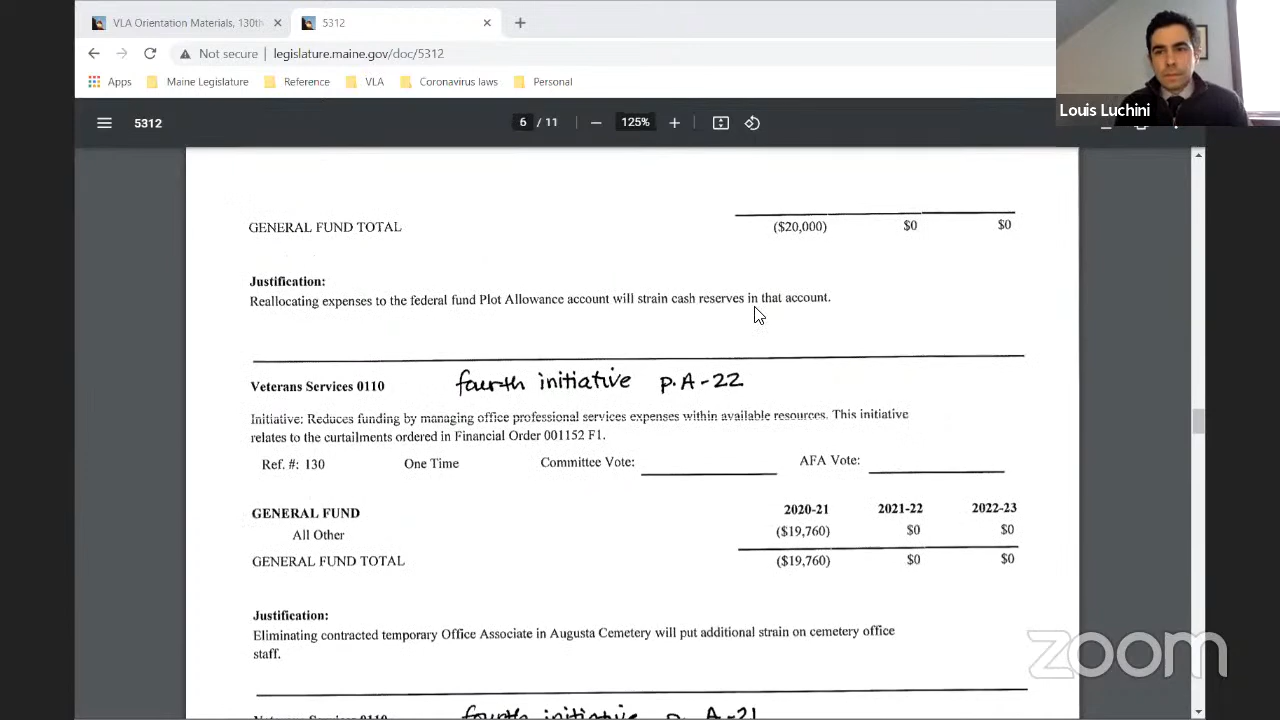 VLA Orientation Materials, 130th
5312
Not secure | legislature.maine.gov/doc/5312
Apps Maine Legislature Reference VLA Coronavirus laws Personal
Louis Luchini
5312 6 / 11 125%
GENERAL FUND TOTAL ($20,000) $0 $0
Justification:
Reallocating expenses to the federal fund Plot Allowance account will strain cash reserves in that account.
Veterans Services 0110 fourth initiative p. A-22
Initiative: Reduces funding by managing office professional services expenses within available resources. This initiative
relates to the curtailments ordered in Financial Order 001152 F1.
Ref. #: 130 One Time Committee Vote: AFA Vote:
GENERAL FUND 2020-21 2021-22 2022-23
All Other ($19,760) $0 $0
GENERAL FUND TOTAL ($19,760) $0 $0
Justification:
Eliminating contracted temporary Office Associate in Augusta Cemetery will put additional strain on cemetery office
staff.
zoom
Veterans Services 0110 fourth initiative p. A-21